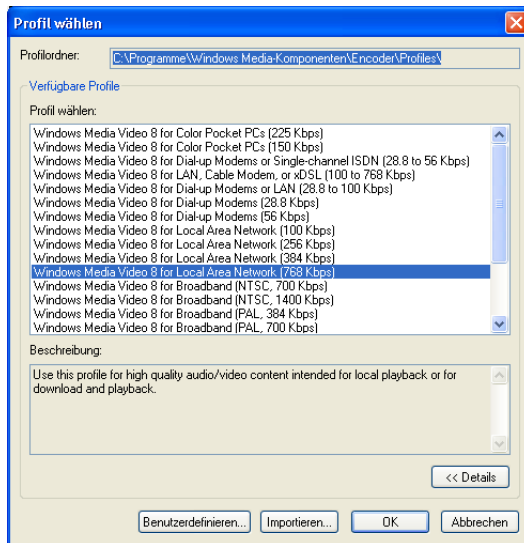 Profil wählen
Profilordner: C:\Programme\Windows Media-Komponenten\Encoder\Profiles\
Verfügbare Profile
Profil wählen:
Windows Media Video 8 for Color Pocket PCs (225 Kbps)
Windows Media Video 8 for Color Pocket PCs (150 Kbps)
Windows Media Video 8 for Dial-up Modems or Single-channel ISDN (28.8 to 56 Kbps)
Windows Media Video 8 for LAN, Cable Modem, or xDSL (100 to 768 Kbps)
Windows Media Video 8 for Dial-up Modems or LAN (28.8 to 100 Kbps)
Windows Media Video 8 for Dial-up Modems (28.8 Kbps)
Windows Media Video 8 for Dial-up Modems (56 Kbps)
Windows Media Video 8 for Local Area Network (100 Kbps)
Windows Media Video 8 for Local Area Network (256 Kbps)
Windows Media Video 8 for Local Area Network (384 Kbps)
Windows Media Video 8 for Local Area Network (768 Kbps)
Windows Media Video 8 for Broadband (NTSC, 700 Kbps)
Windows Media Video 8 for Broadband (NTSC, 1400 Kbps)
Windows Media Video 8 for Broadband (PAL, 384 Kbps)
Windows Media Video 8 for Broadband (PAL, 700 Kbps)
Beschreibung:
Use this profile for high quality audio/video content intended for local playback or for
download and playback.
<< Details
Benutzerdefinieren... Importieren... OK Abbrechen